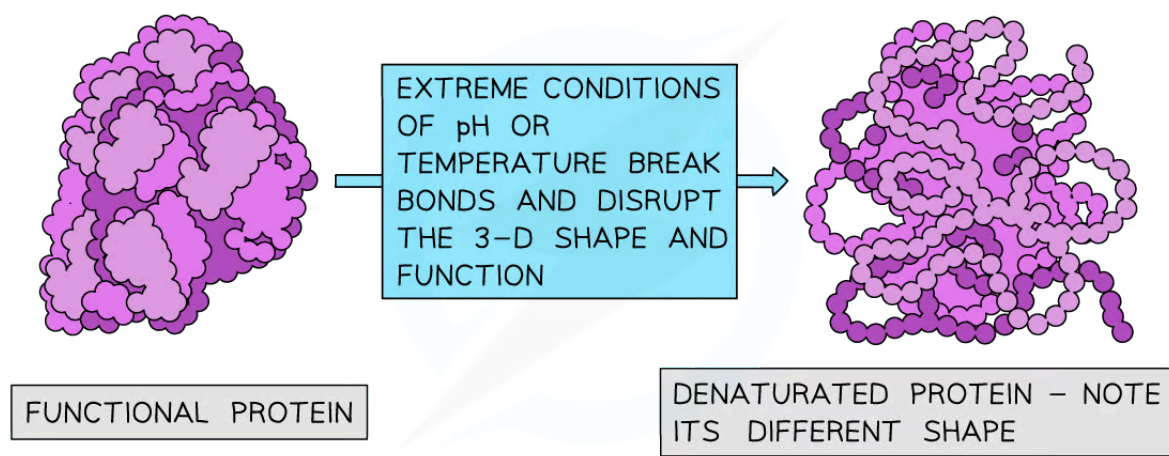 EXTREME CONDITIONS
OF pH OR
TEMPERATURE BREAK
BONDS AND DISRUPT
THE 3-D SHAPE AND
FUNCTION
FUNCTIONAL PROTEIN
DENATURATED PROTEIN – NOTE
ITS DIFFERENT SHAPE